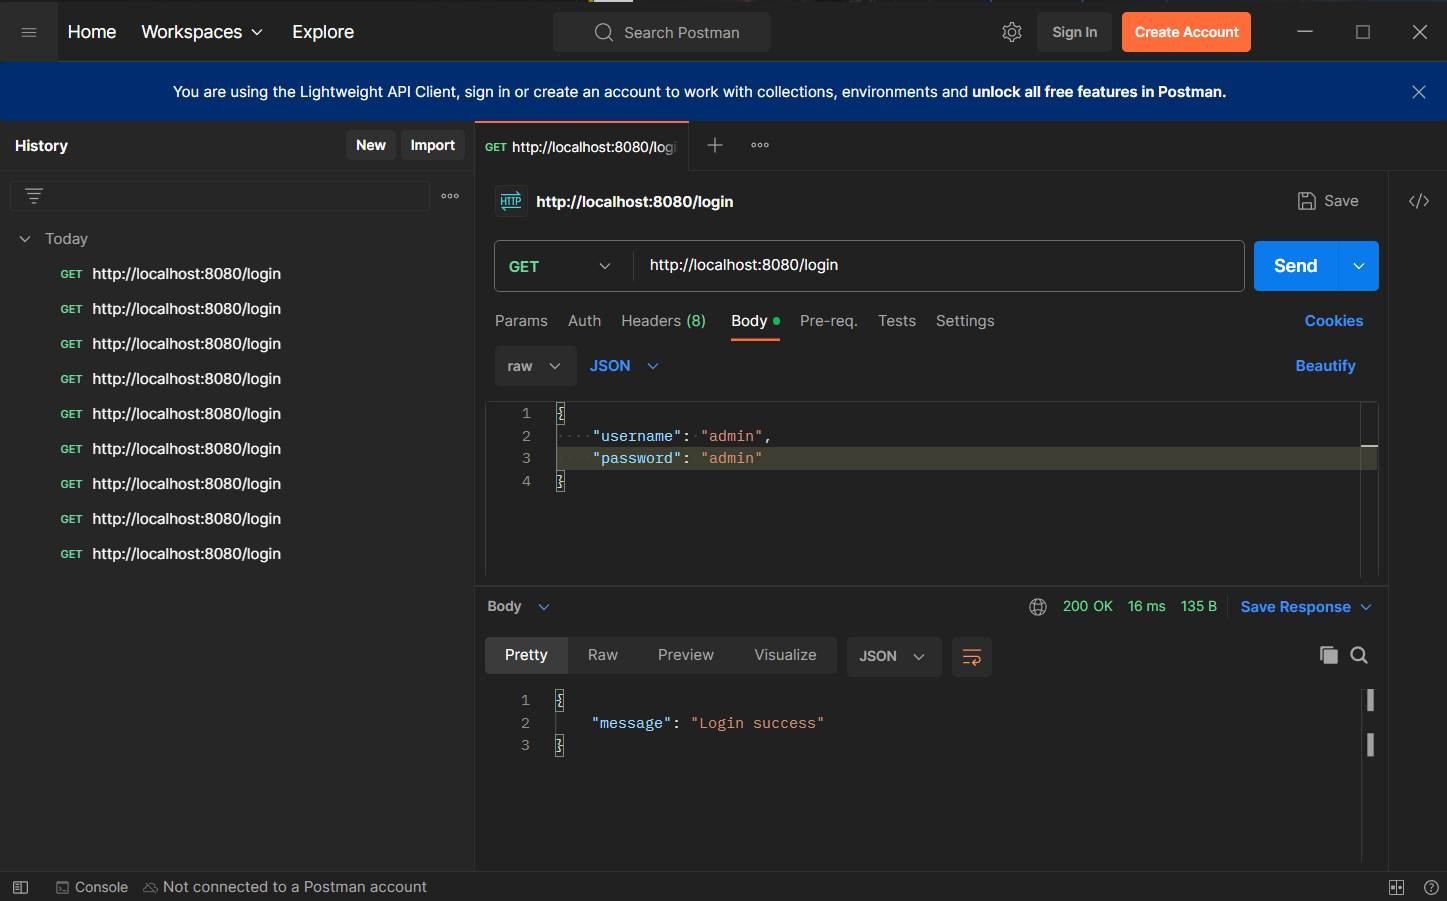 Home Workspaces Explore Search Postman Sign In Create Account
You are using the Lightweight API Client, sign in or create an account to work with collections, environments and unlock all free features in Postman.
History New Import
Today
GET http://localhost:8080/login
GET http://localhost:8080/login
GET http://localhost:8080/login
GET http://localhost:8080/login
GET http://localhost:8080/login
GET http://localhost:8080/login
GET http://localhost:8080/login
GET http://localhost:8080/login
GET http://localhost:8080/login
GET http://localhost:8080/logi
HTTP http://localhost:8080/login Save </>
GET http://localhost:8080/login Send
Params Auth Headers (8) Body Pre-req. Tests Settings Cookies
raw JSON Beautify
1 {
2 "username": "admin",
3 "password": "admin"
4 }
Body 200 OK 16 ms 135 B Save Response
Pretty Raw Preview Visualize JSON
1 {
2 "message": "Login success"
3 }
Console Not connected to a Postman account